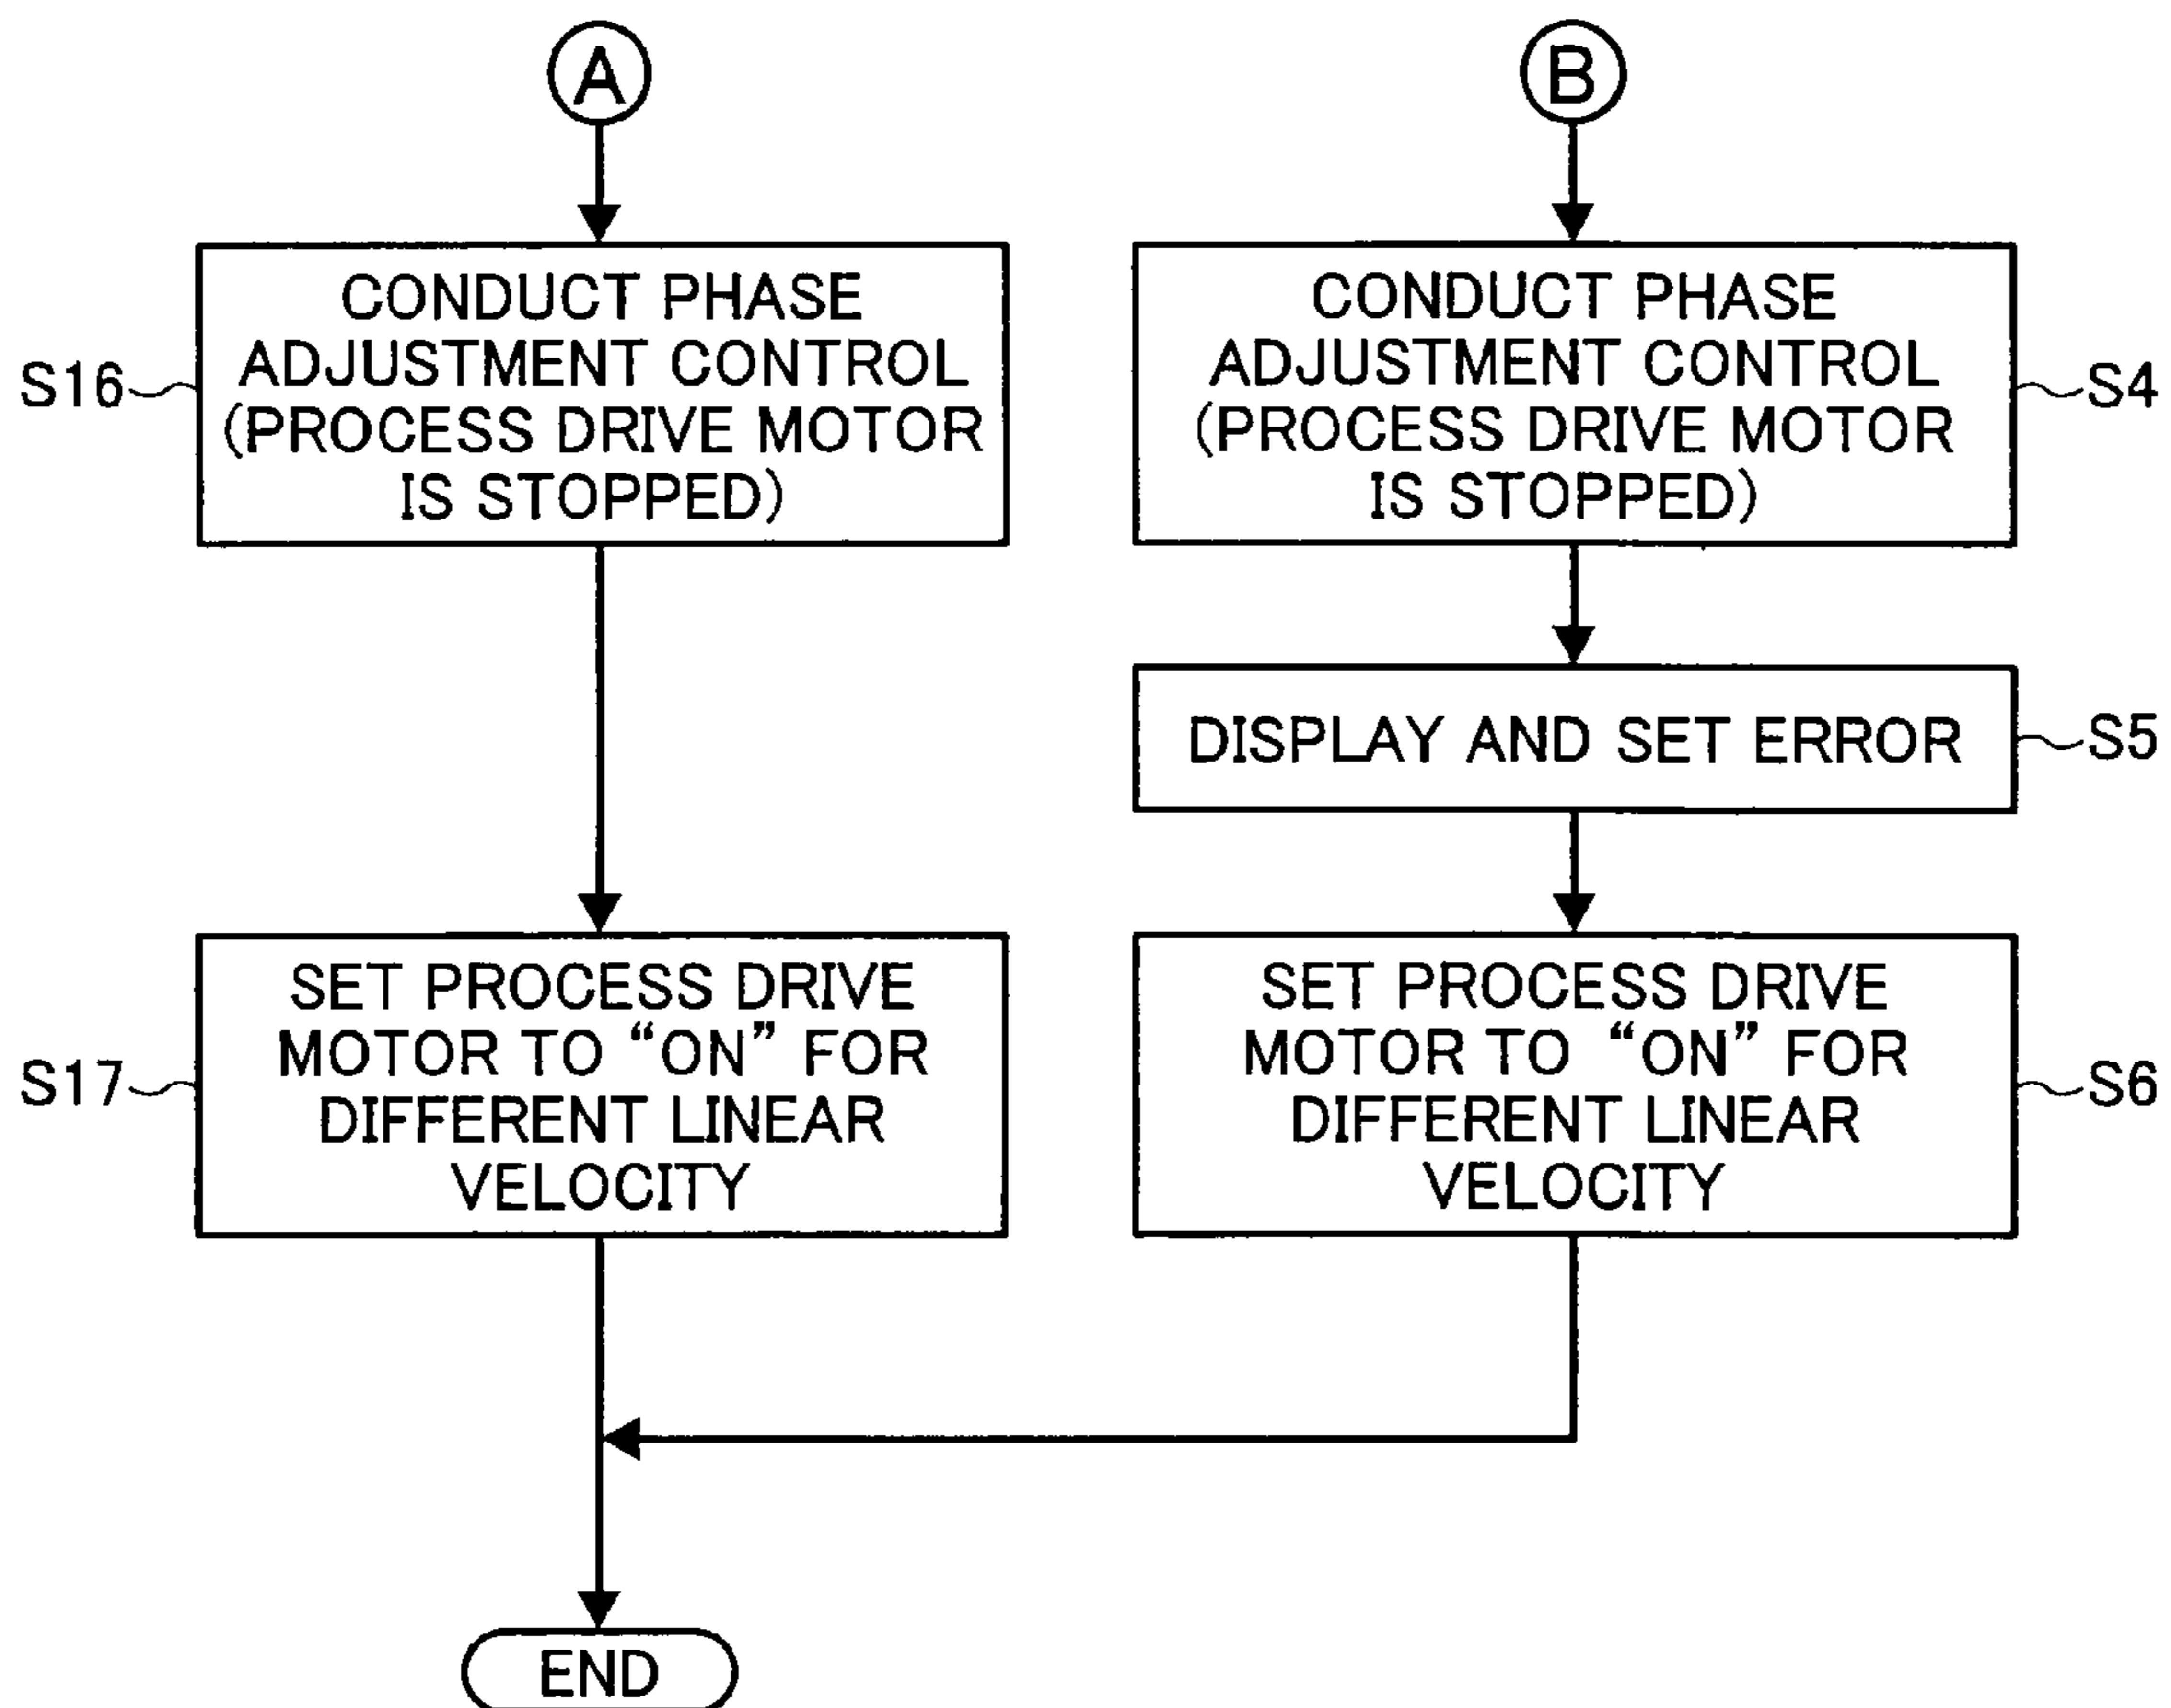 A
S16
CONDUCT PHASE
ADJUSTMENT CONTROL
(PROCESS DRIVE MOTOR
IS STOPPED)
S17
SET PROCESS DRIVE
MOTOR TO “ON” FOR
DIFFERENT LINEAR
VELOCITY
B
CONDUCT PHASE
ADJUSTMENT CONTROL
(PROCESS DRIVE MOTOR
IS STOPPED)
S4
DISPLAY AND SET ERROR
S5
SET PROCESS DRIVE
MOTOR TO “ON” FOR
DIFFERENT LINEAR
VELOCITY
S6
END